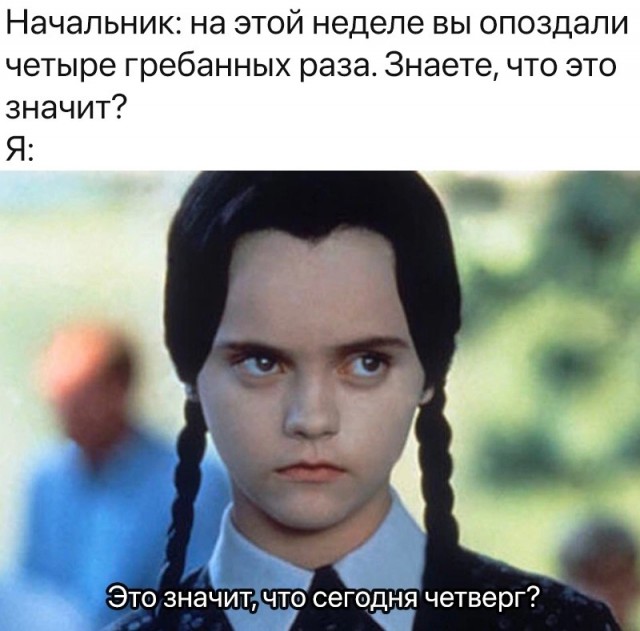 Начальник: на этой неделе вы опоздали
четыре гребанных раза. Знаете, что это
значит?
Я:
Это значит, что сегодня четверг?